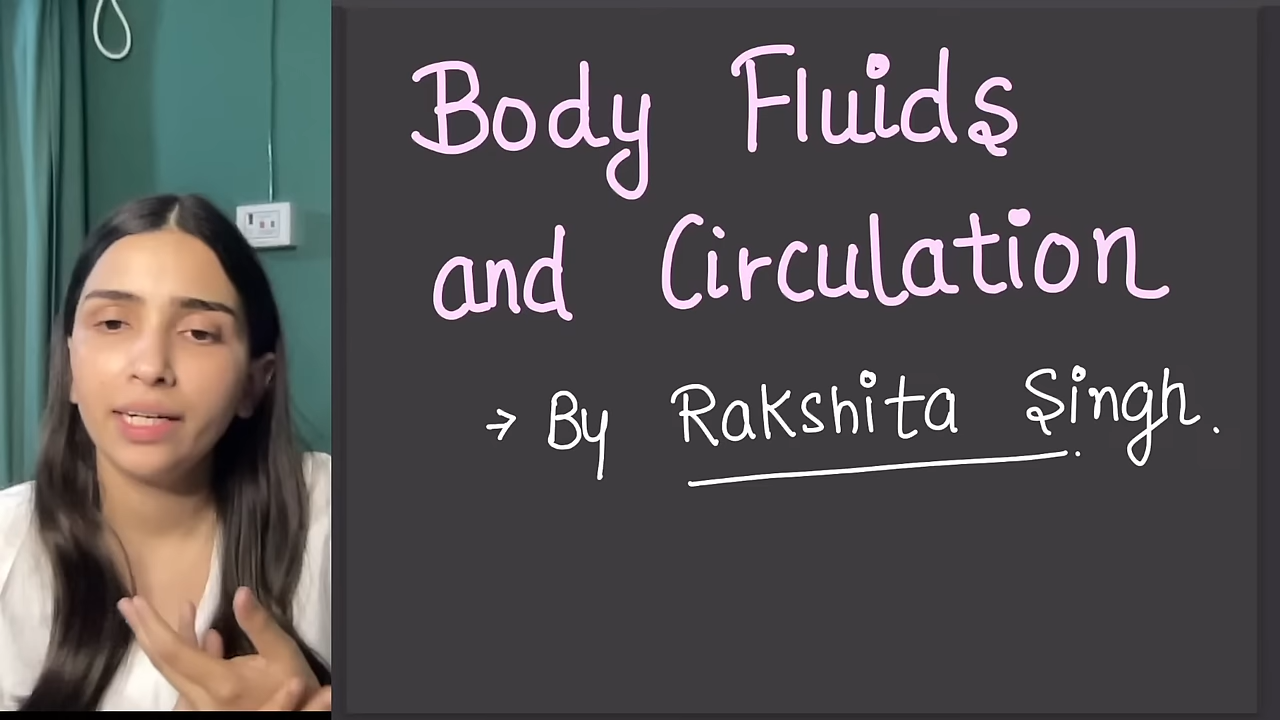 Body Fluids
and Circulation
→ By Rakshita Singh.